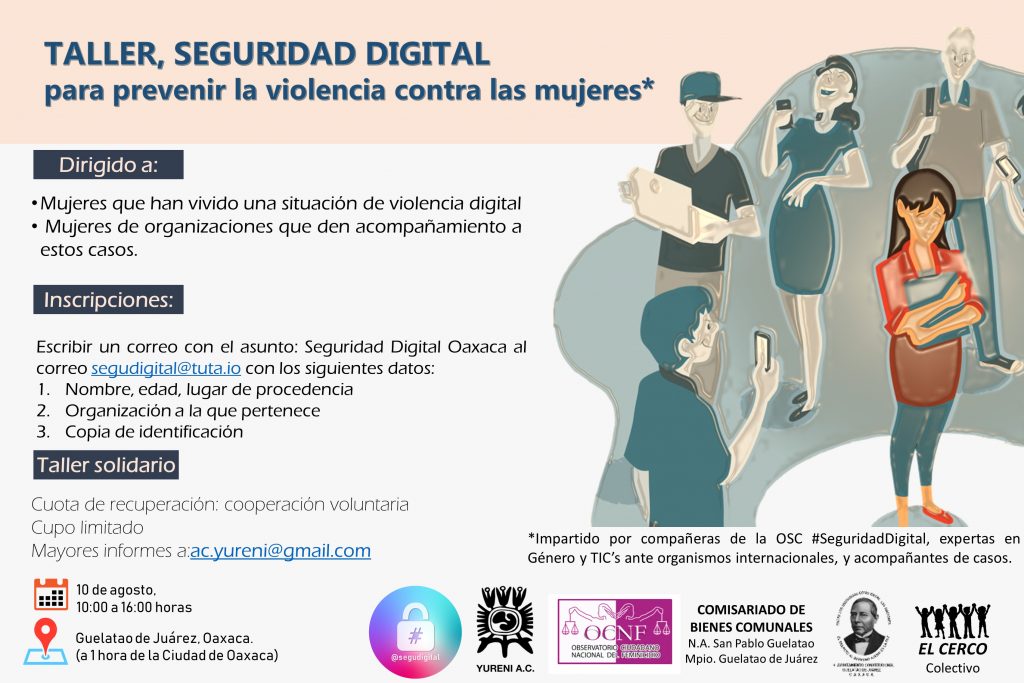 TALLER, SEGURIDAD DIGITAL
para prevenir la violencia contra las mujeres*
Dirigido a:
• Mujeres que han vivido una situación de violencia digital
• Mujeres de organizaciones que den acompañamiento a
estos casos.
Inscripciones:
Escribir un correo con el asunto: Seguridad Digital Oaxaca al
correo segudigital@tuta.io con los siguientes datos:
1. Nombre, edad, lugar de procedencia
2. Organización a la que pertenece
3. Copia de identificación
Taller solidario
Cuota de recuperación: cooperación voluntaria
Cupo limitado
Mayores informes a:ac.yureni@gmail.com
*Impartido por compañeras de la OSC #SeguridadDigital, expertas en
Género y TIC's ante organismos internacionales, y acompañantes de casos.
10 de agosto,
10:00 a 16:00 horas
Guelatao de Juárez, Oaxaca.
(a 1 hora de la Ciudad de Oaxaca)
#
@segudigital
YURENI A.C.
OCNF
OBSERVATORIO CIUDADANO
NACIONAL DEL FEMINICIDIO
COMISARIADO DE
BIENES COMUNALES
N.A. San Pablo Guelatao
Mpio. Guelatao de Juárez
OAXACA
EL CERCO
Colectivo